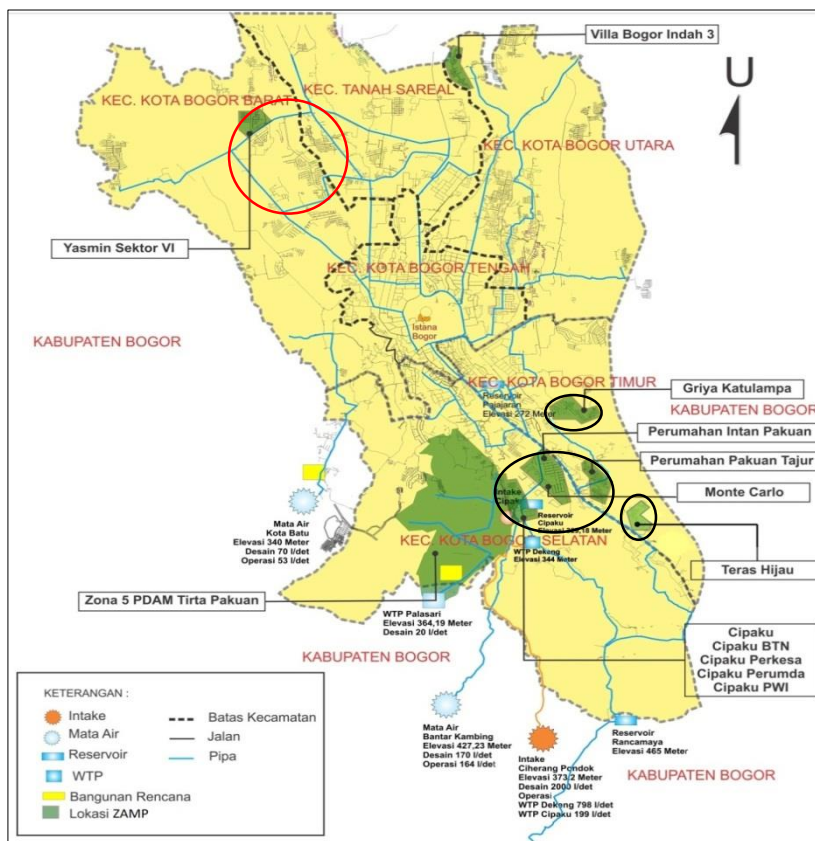 Villa Bogor Indah 3
U
KEC. TANAH SAREAL
KEC. KOTA BOGOR BARAT
KEC. KOTA BOGOR UTARA
Yasmin Sektor VI
KEC. KOTA BOGOR TENGAH
Istana
Bogor
KABUPATEN BOGOR
KEC. KOTA BOGOR TIMUR
Reservoir
Pajajaran
Elevasi 272 Meter
Griya Katulampa
KABUPATEN BOGOR
Perumahan Intan Pakuan
Perumahan Pakuan Tajur
Monte Carlo
Intake
Cipaku
Reservoir
Cipaku
Meter
Mata Air
Kota Batu
Elevasi 340 Meter
Desain 70 l/det
Operasi 53 l/det
KEC. KOTA BOGOR SELATAN
WTP Dekeng
Elevasi 344 Meter
Teras Hijau
Zona 5 PDAM Tirta Pakuan
WTP Palasari
Elevasi 364,19 Meter
Desain 20 l/det
Cipaku
Cipaku BTN
Cipaku Perkesa
Cipaku Perumda
Cipaku PWI
KABUPATEN BOGOR
Mata Air
Bantar Kambing
Elevasi 427,23 Meter
Desain 170 l/det
Operasi 164 l/det
Intake
Ciherang Pondok
Elevasi 373,2 Meter
Desain 2000 l/det
Operasi
WTP Dekeng 798 l/det
WTP Cipaku 199 l/det
Reservoir
Rancamaya
Elevasi 465 Meter
KABUPATEN BOGOR
KETERANGAN :
Intake
Mata Air
Reservoir
WTP
Bangunan Rencana
Lokasi ZAMP
Batas Kecamatan
Jalan
Pipa